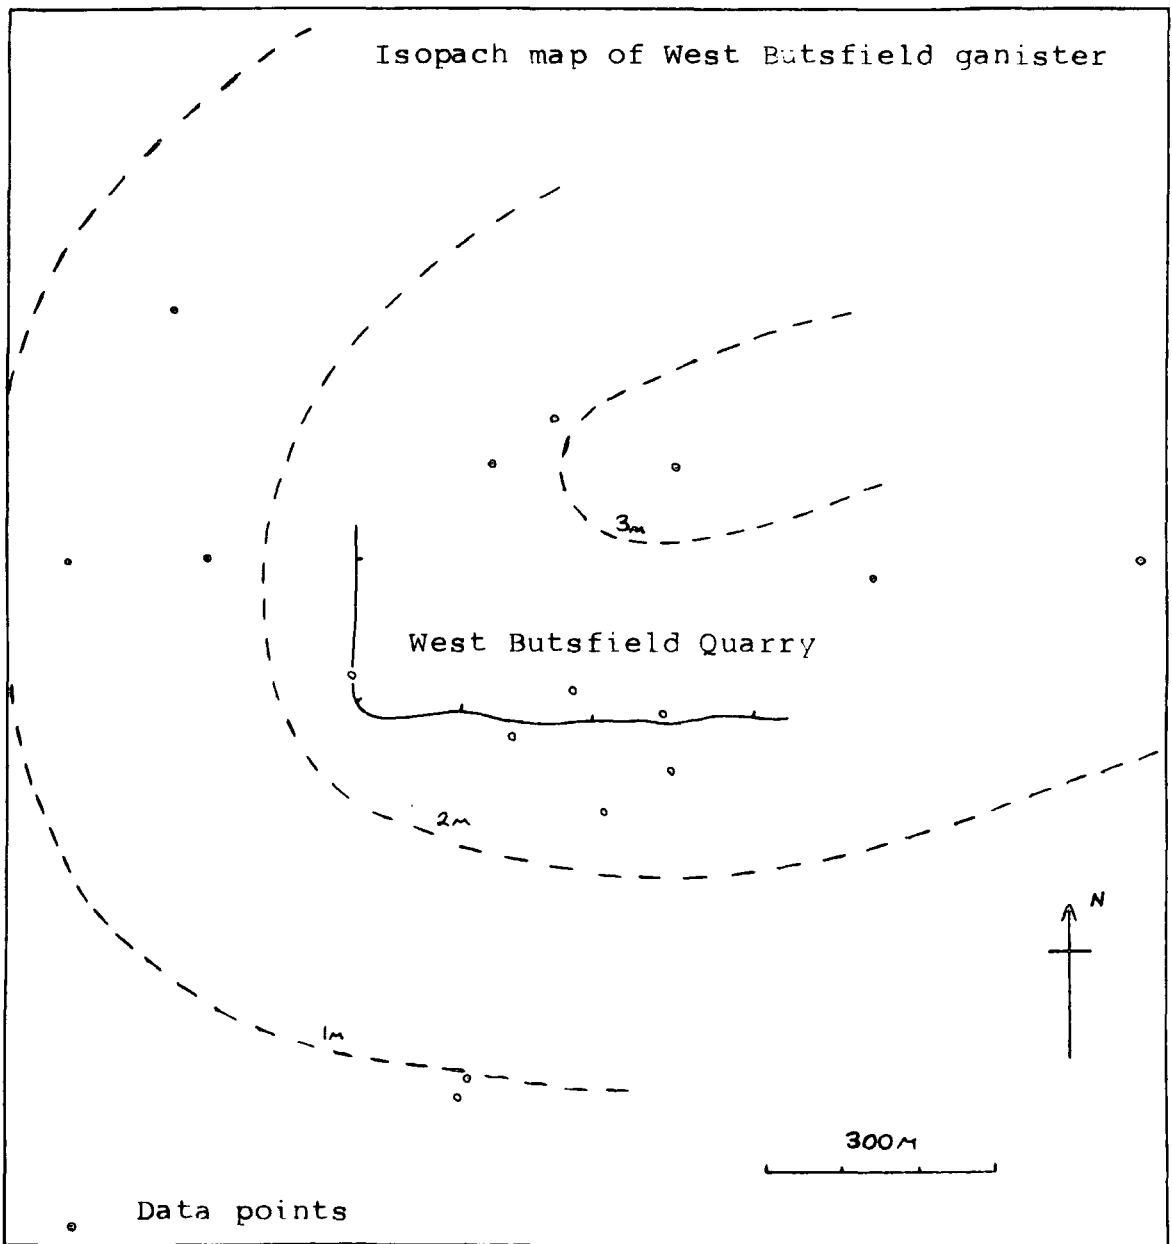 Isopach map of West Butsfield ganister
3m
West Butsfield Quarry
2m
N
1m
300m
Data points